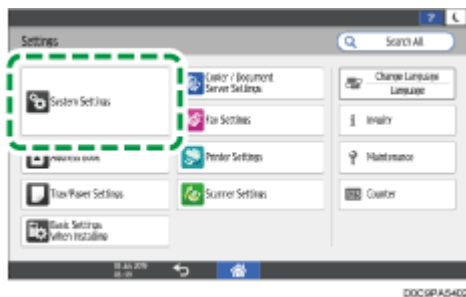 ?
Settings
Search All
System Settings
Copier / Document
Server Settings
Change Language
Language
Fax Settings
Inquiry
Address Book
Printer Settings
Maintenance
Tray/Paper Settings
Scanner Settings
Counter
Basic Settings
When Installing
D0C9PA5402